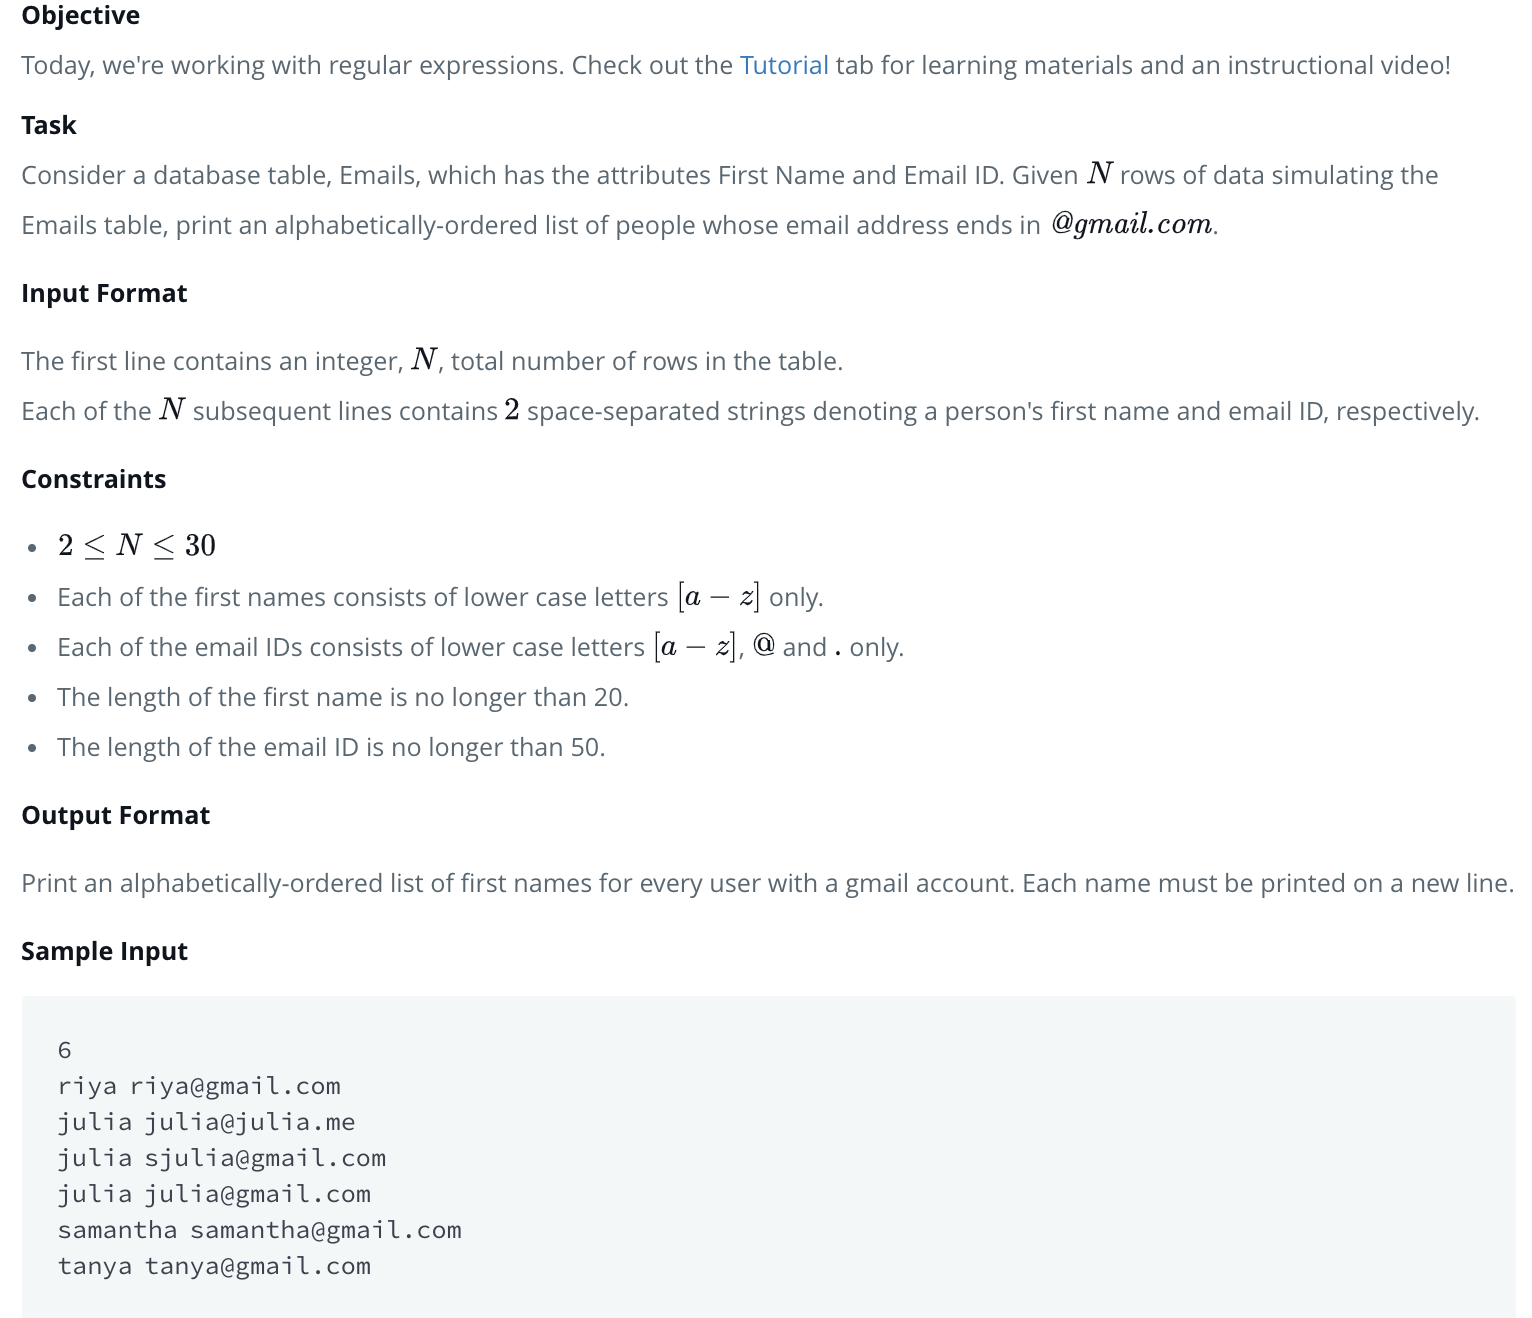 Objective
Today, we're working with regular expressions. Check out the Tutorial tab for learning materials and an instructional video!
Task
Consider a database table, Emails, which has the attributes First Name and Email ID. Given N rows of data simulating the
Emails table, print an alphabetically-ordered list of people whose email address ends in @gmail.com.
Input Format
The first line contains an integer, N, total number of rows in the table.
Each of the N subsequent lines contains 2 space-separated strings denoting a person's first name and email ID, respectively.
Constraints
• 2 ≤ N ≤ 30
• Each of the first names consists of lower case letters [a − z] only.
• Each of the email IDs consists of lower case letters [a − z], @ and . only.
• The length of the first name is no longer than 20.
• The length of the email ID is no longer than 50.
Output Format
Print an alphabetically-ordered list of first names for every user with a gmail account. Each name must be printed on a new line.
Sample Input
6
riya riya@gmail.com
julia julia@julia.me
julia sjulia@gmail.com
julia julia@gmail.com
samantha samantha@gmail.com
tanya tanya@gmail.com